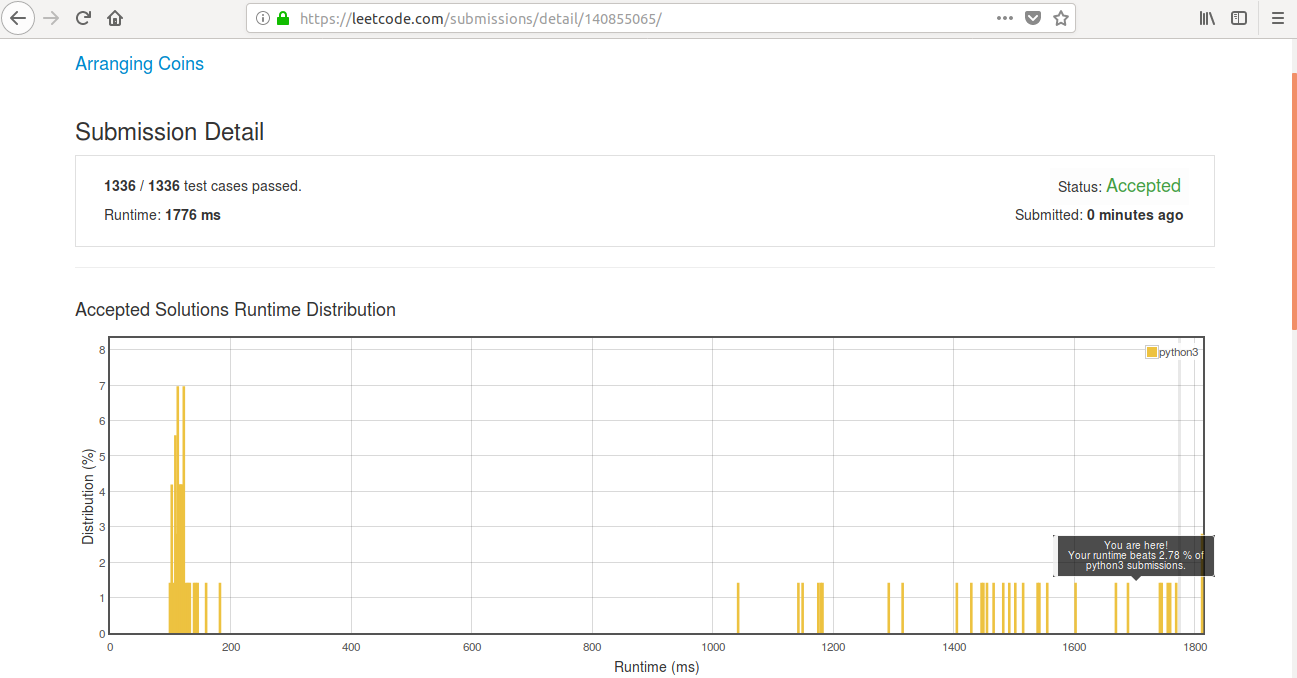 https://leetcode.com/submissions/detail/140855065/
Arranging Coins
Submission Detail
1336 / 1336 test cases passed.
Status: Accepted
Runtime: 1776 ms
Submitted: 0 minutes ago
Accepted Solutions Runtime Distribution
python3
8
7
6
5
4
3
2
1
0
Distribution (%)
You are here!
Your runtime beats 2.78 % of
python3 submissions.
0 200 400 600 800 1000 1200 1400 1600 1800
Runtime (ms)